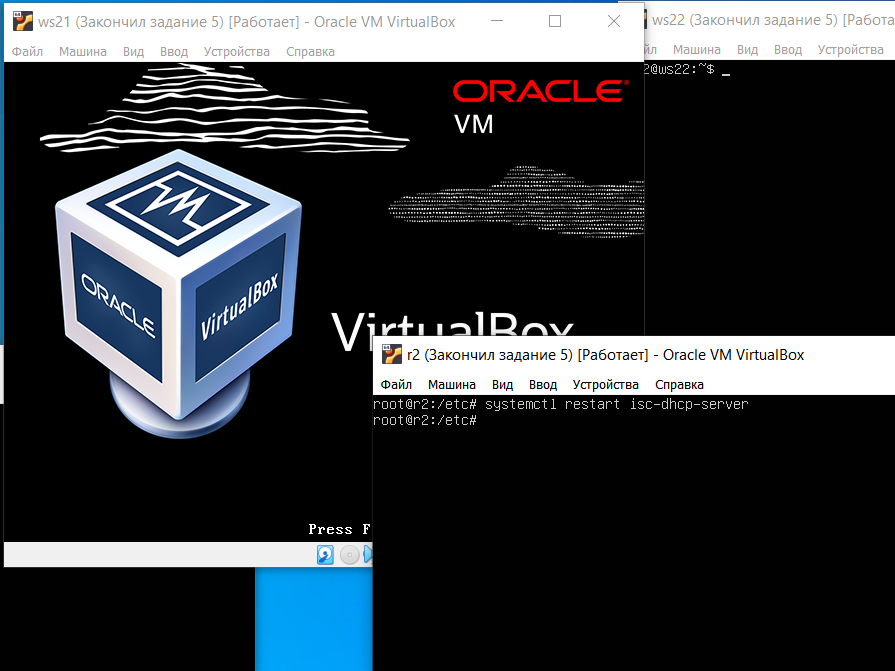 ws21 (Закончил задание 5) [Работает] - Oracle VM VirtualBox
Файл Машина Вид Ввод Устройства Справка
ORACLE
VM
ORACLE
VirtualBox
VirtualBox
Press F
ws22 (Закончил задание 5) [Работа
йл Машина Вид Ввод Устройства
2@ws22:~$ _
r2 (Закончил задание 5) [Работает] - Oracle VM VirtualBox
Файл Машина Вид Ввод Устройства Справка
root@r2:/etc# systemctl restart isc-dhcp-server
root@r2:/etc#